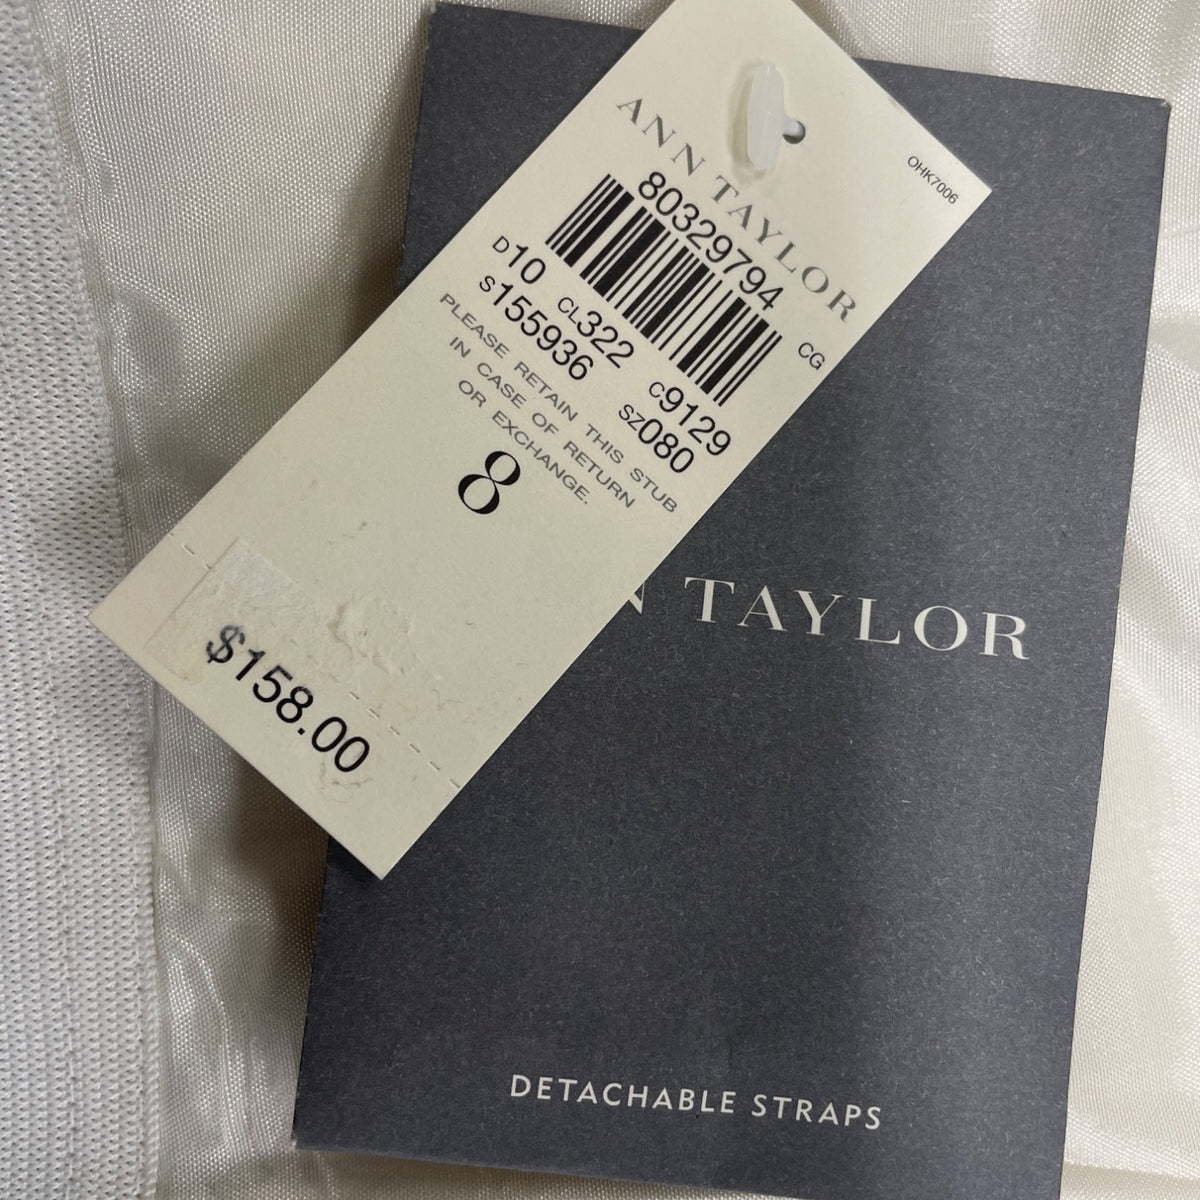 OHK7006
ANN TAYLOR
80329794
CG
D10 CL322 C9129
S155936 SZ080
PLEASE RETAIN THIS STUB
IN CASE OF RETURN
OR EXCHANGE.
8
$158.00
N TAYLOR
DETACHABLE STRAPS